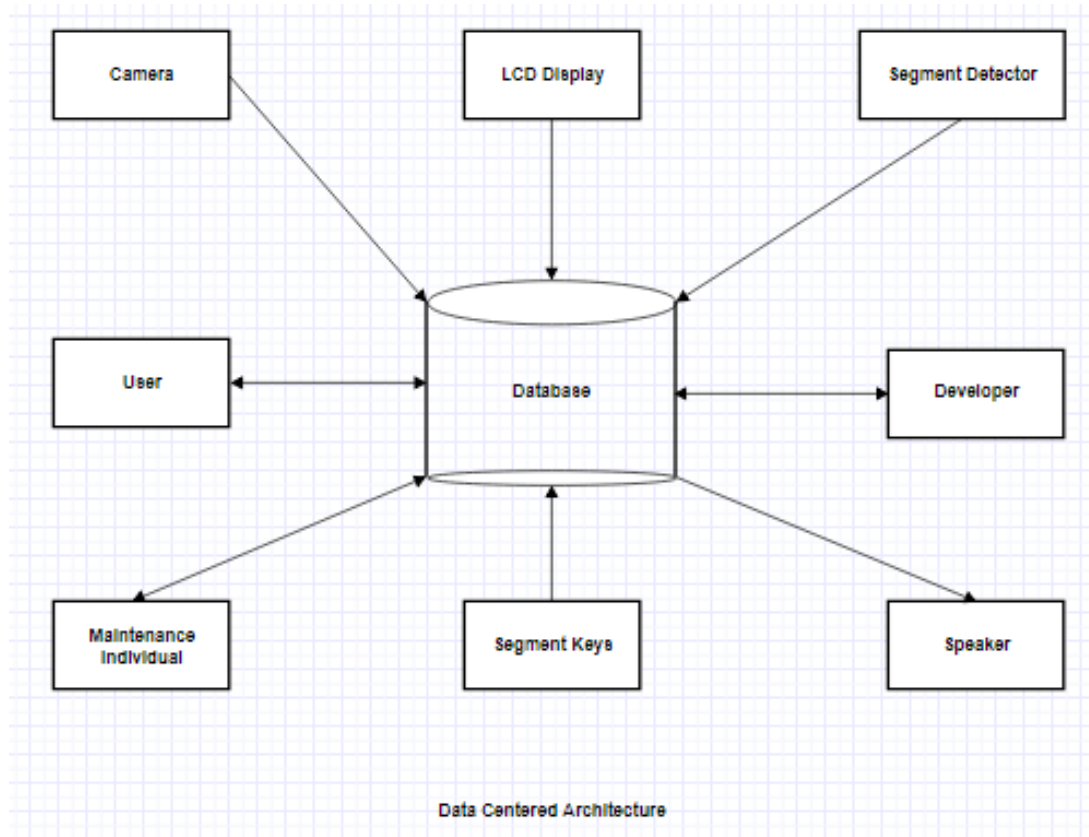 Camera
LCD Display
Segment Detector
User
Database
Developer
Maintenance
Individual
Segment Keys
Speaker
Data Centered Architecture